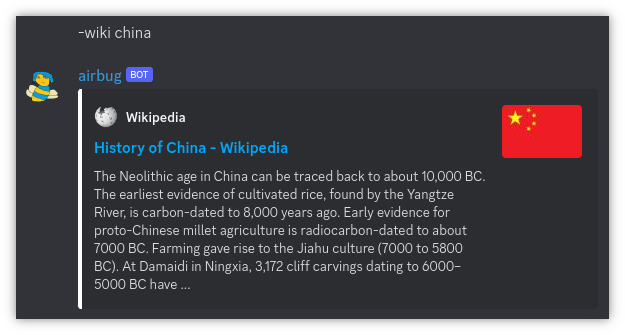 -wiki china
airbug BOT
Wikipedia
History of China - Wikipedia
The Neolithic age in China can be traced back to about 10,000 BC.
The earliest evidence of cultivated rice, found by the Yangtze
River, is carbon-dated to 8,000 years ago. Early evidence for
proto-Chinese millet agriculture is radiocarbon-dated to about
7000 BC. Farming gave rise to the Jiahu culture (7000 to 5800
BC). At Damaidi in Ningxia, 3,172 cliff carvings dating to 6000–
5000 BC have ...